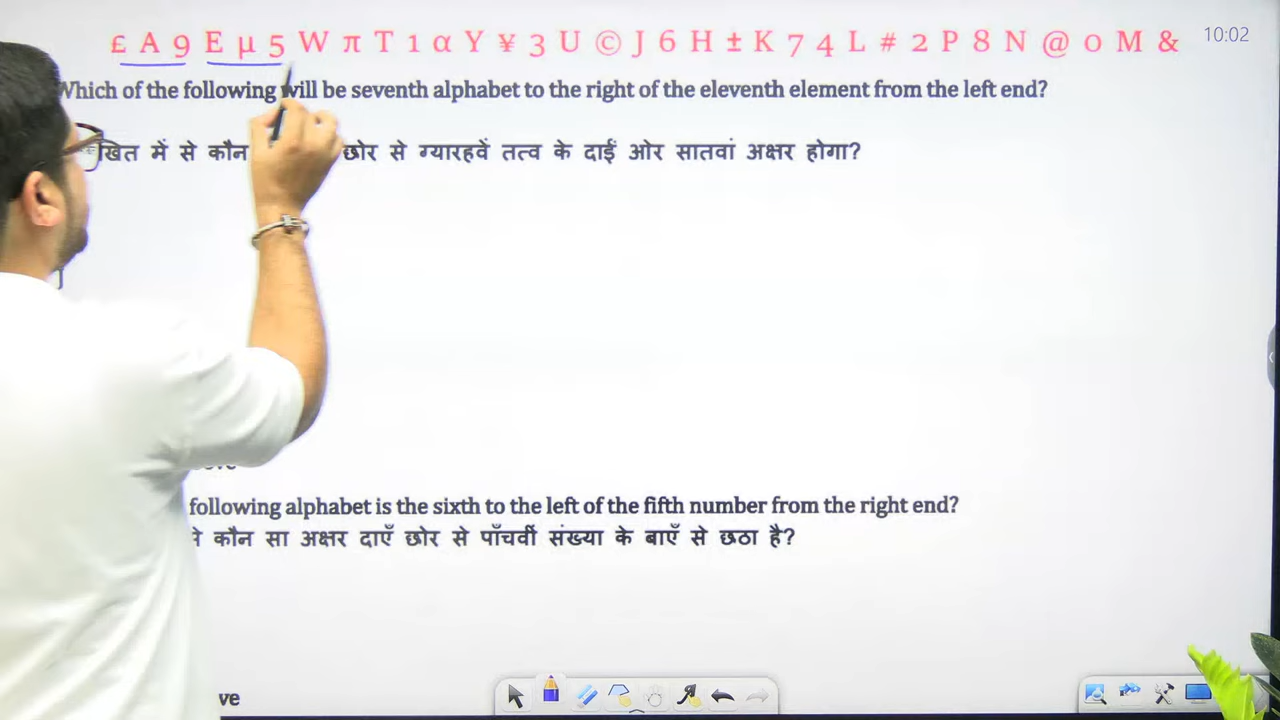 £ A 9 E µ 5 W π T 1 α Y ¥ 3 U © J 6 H ± K 7 4 L # 2 P 8 N @ 0 M &
10:02
Which of the following will be seventh alphabet to the right of the eleventh element from the left end?
में से कौन छोर से ग्यारहवें तत्व के दाईं ओर सातवां अक्षर होगा?
following alphabet is the sixth to the left of the fifth number from the right end?
कौन सा अक्षर दाएँ छोर से पाँचवीं संख्या के बाएँ से छठा है?